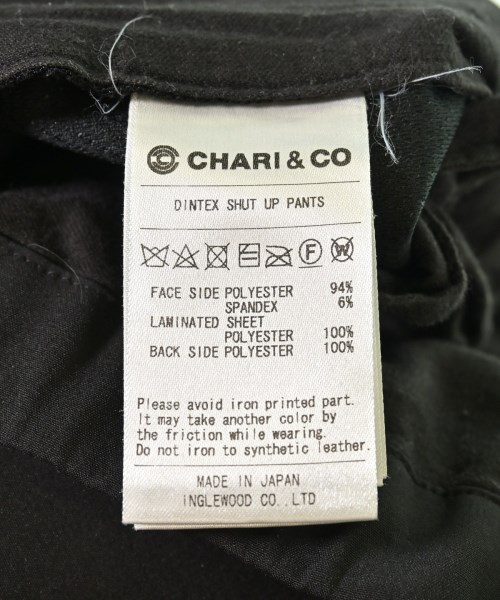 CHARI & CO
DINTEX SHUT UP PANTS
F W
FACE SIDE POLYESTER 94%
SPANDEX 6%
LAMINATED SHEET
POLYESTER 100%
BACK SIDE POLYESTER 100%
Please avoid iron printed part.
It may take another color by
the friction while wearing.
Do not iron to synthetic leather.
MADE IN JAPAN
INGLEWOOD CO.,LTD